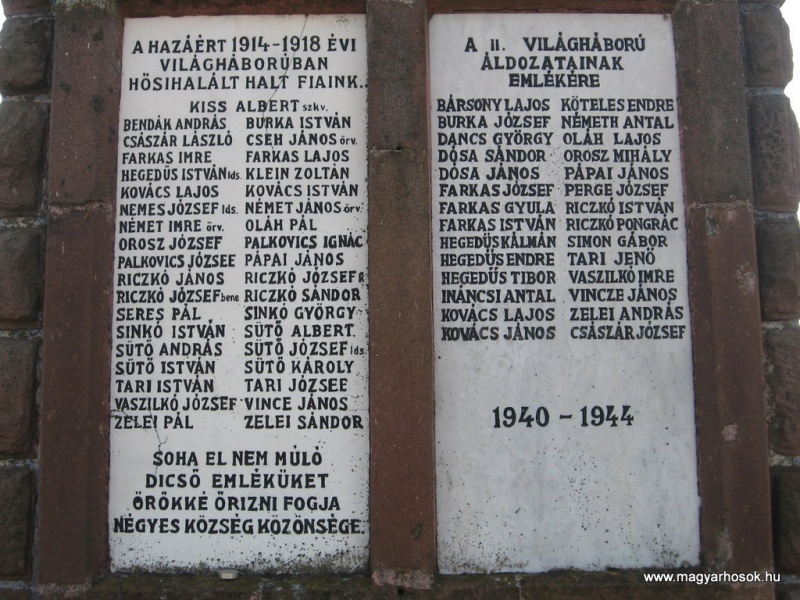 A HAZÁÉRT 1914-1918 ÉVI
VILÁGHÁBORÚBAN
HŐSIHALÁLT HALT FIAINK..
KISS ALBERT szkv.
BENDÁK ANDRÁS BURKA ISTVÁN
CSÁSZÁR LÁSZLÓ CSEH JÁNOS őrv.
FARKAS IMRE FARKAS LAJOS
HEGEDŰS ISTVÁN ids. KLEIN ZOLTÁN
KOVÁCS LAJOS KOVÁCS ISTVÁN
NEMES JÓZSEF ids. NÉMET JÁNOS őrv.
NÉMET IMRE őrv. OLÁH PÁL
OROSZ JÓZSEF PALKOVICS IGNÁC
PALKOVICS JÓZSEF PÁPAI JÁNOS
RICZKÓ JÁNOS RICZKÓ JÓZSEF R
RICZKÓ JÓZSEF bene RICZKÓ SÁNDOR
SERES PÁL SINKÓ GYÖRGY
SINKÓ ISTVÁN SÜTŐ ALBERT.
SÜTŐ ANDRÁS SÜTŐ JÓZSEF ids.
SÜTŐ ISTVÁN SÜTŐ KÁROLY
TARI ISTVÁN TARI JÓZSEF
VASZILKÓ JÓZSEF VINCE JÁNOS
ZELEI PÁL ZELEI SÁNDOR
SOHA EL NEM MÚLÓ
DICSŐ EMLÉKÜKET
ÖRÖKKÉ ŐRIZNI FOGJA
NÉGYES KÖZSÉG KÖZÖNSÉGE.
A II. VILÁGHÁBORÚ
ÁLDOZATAINAK
EMLÉKÉRE
BÁRSONY LAJOS KÖTELES ENDRE
BURKA JÓZSEF NÉMETH ANTAL
DANCS GYÖRGY OLÁH LAJOS
DÓSA SÁNDOR OROSZ MIHÁLY
DÓSA JÁNOS PÁPAI JÁNOS
FARKAS JÓZSEF PERGE JÓZSEF
FARKAS GYULA RICZKÓ ISTVÁN
FARKAS ISTVÁN RICZKÓ PONGRÁC
HEGEDŰS KÁLMÁN SIMON GÁBOR
HEGEDŰS ENDRE TARI JENŐ
HEGEDŰS TIBOR VASZILKÓ IMRE
INÁNCSI ANTAL VINCZE JÁNOS
KOVÁCS LAJOS ZELEI ANDRÁS
KOVÁCS JÁNOS CSÁSZÁR JÓZSEF
1940 - 1944
www.magyarhosok.hu